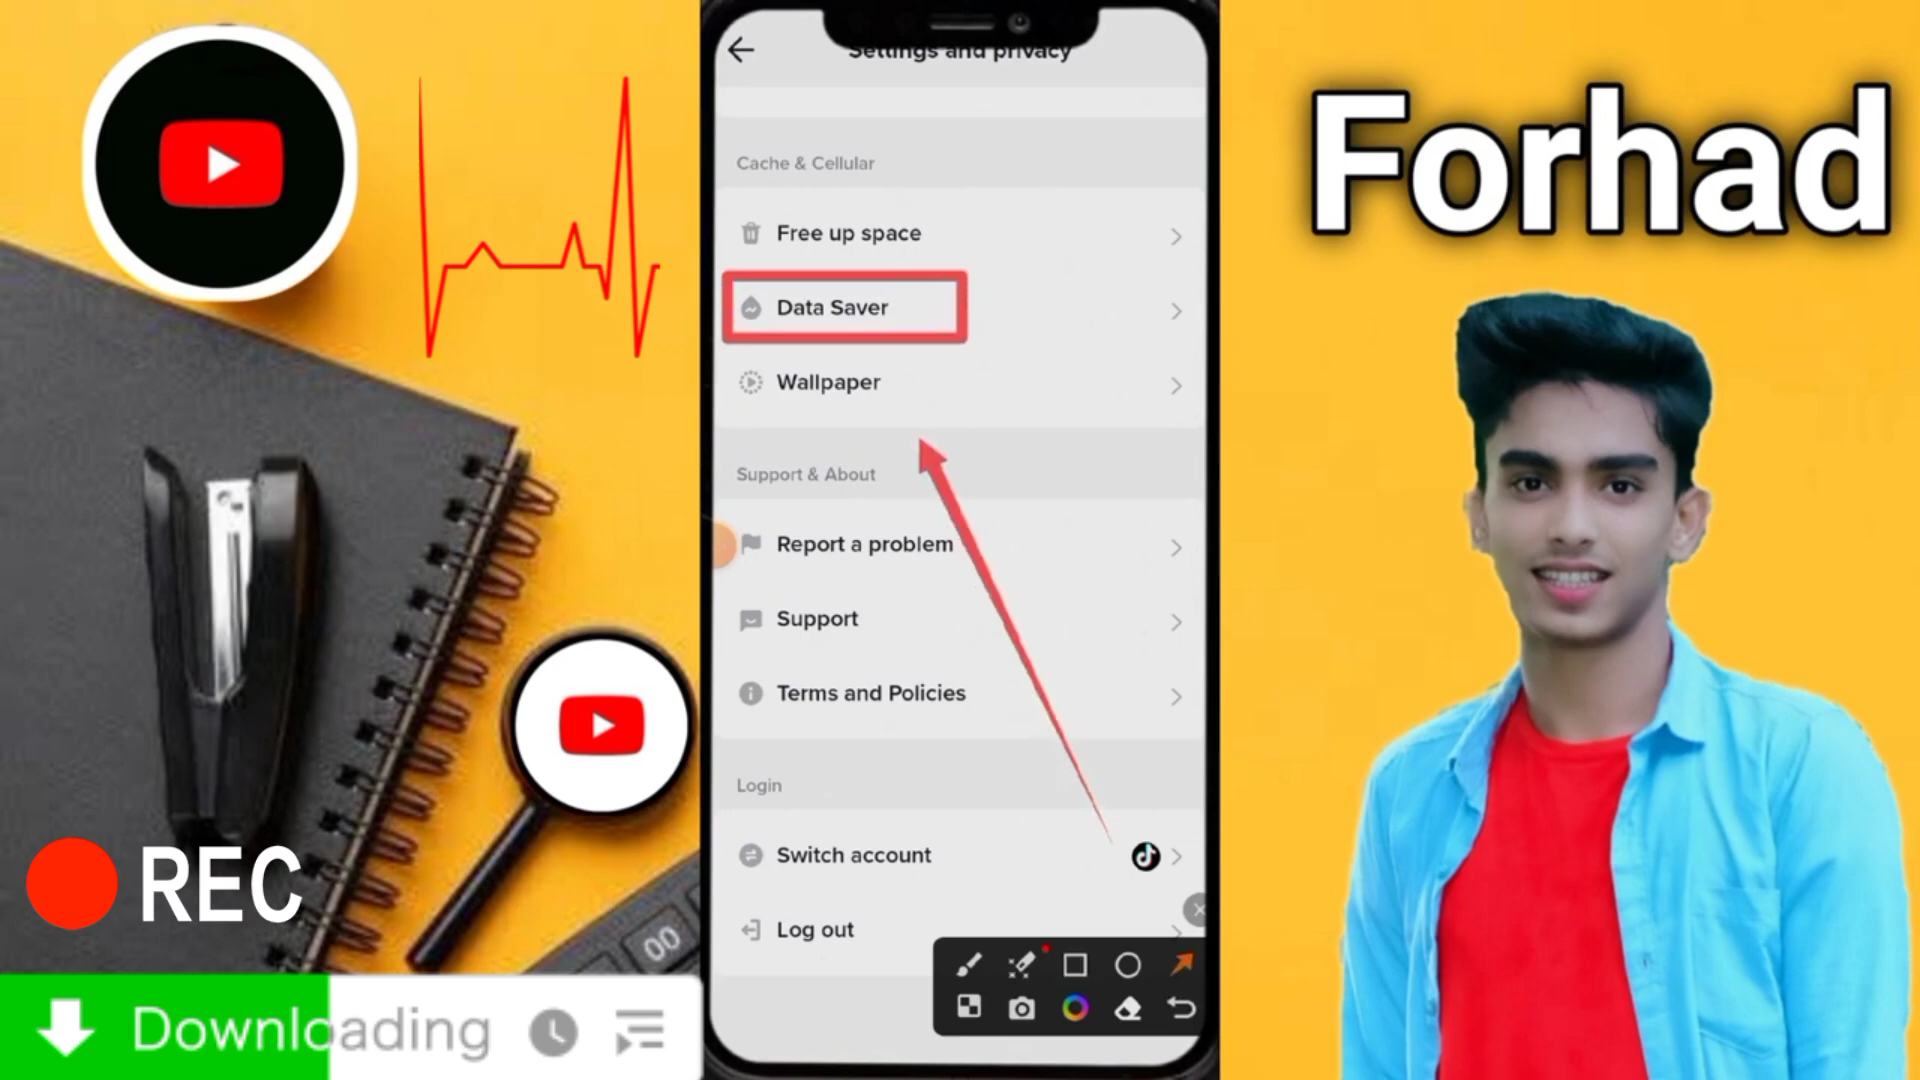 Settings and privacy
Cache & Cellular
Free up space
Data Saver
Wallpaper
Support & About
Report a problem
Support
Terms and Policies
Login
Switch account
Log out
REC
00
Downloading
Forhad